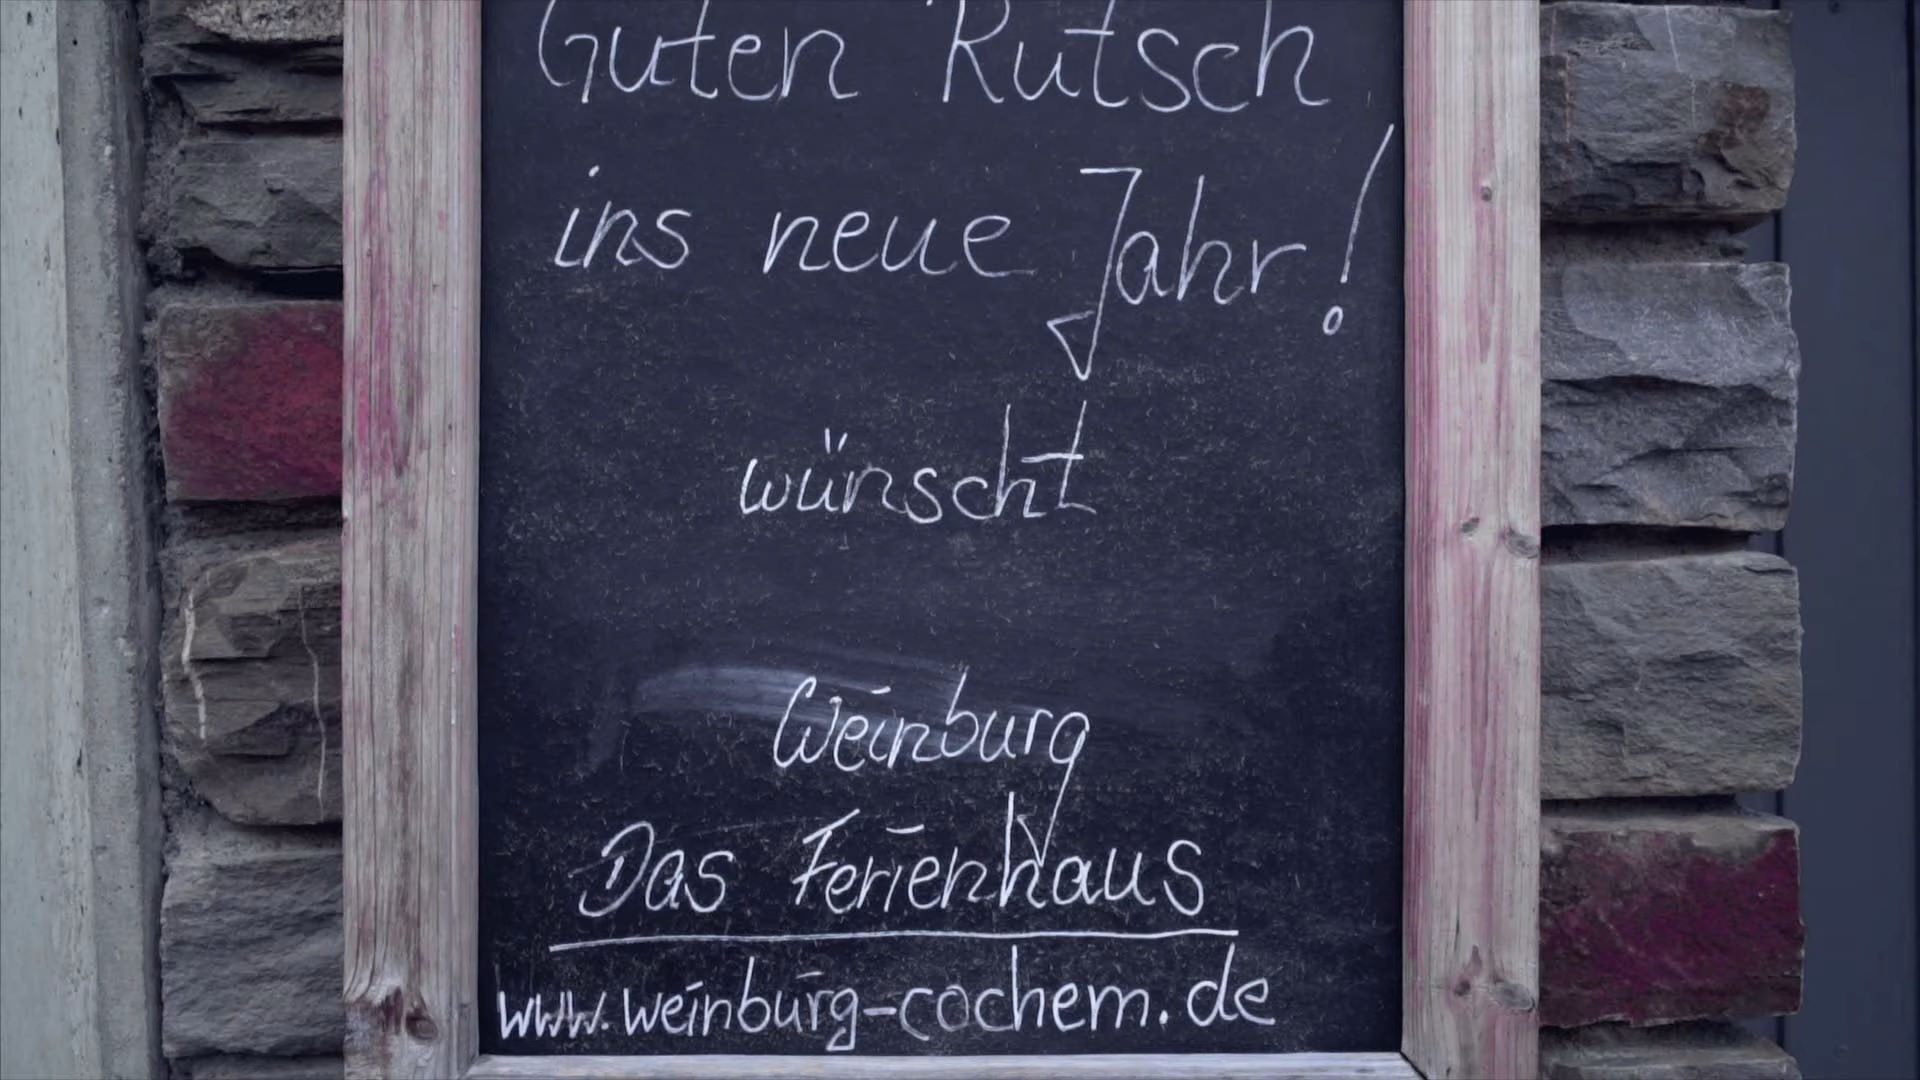 Guten Rutsch
ins neue Jahr!
wünscht
Weinburg
Das Ferienhaus
www.weinburg-cochem.de